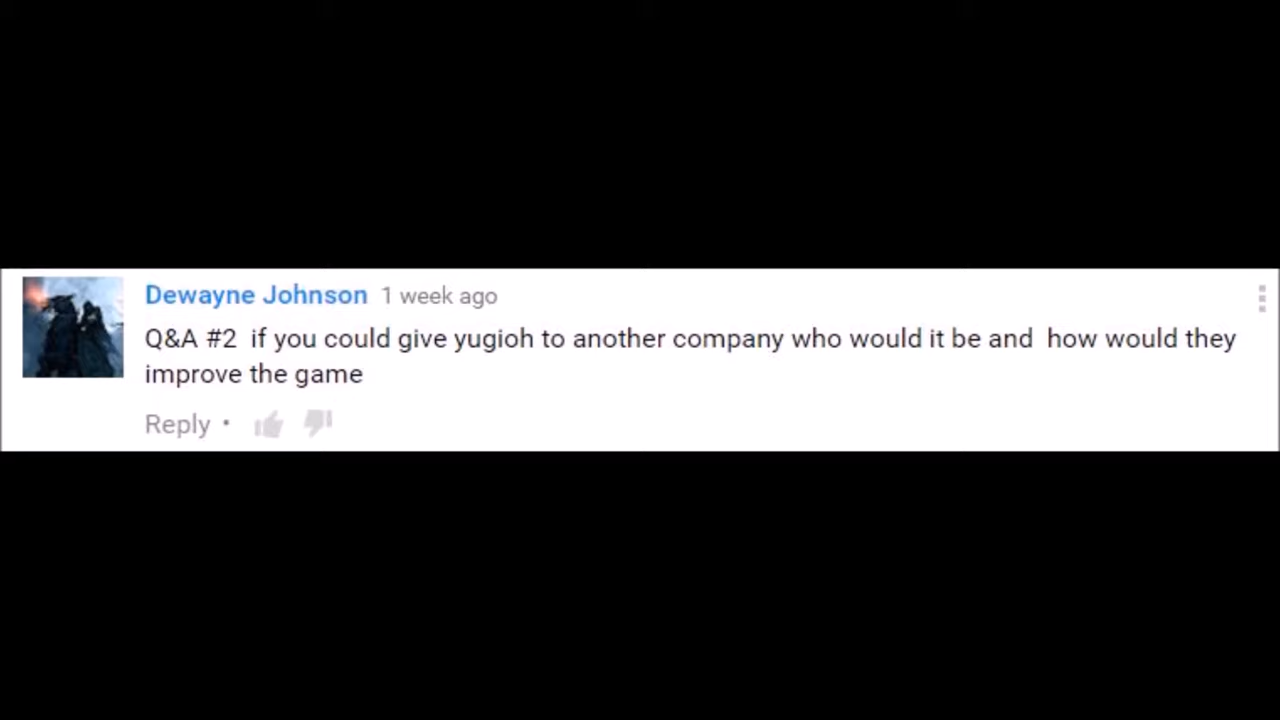 Dewayne Johnson 1 week ago
Q&A #2  if you could give yugioh to another company who would it be and  how would they
improve the game
Reply •